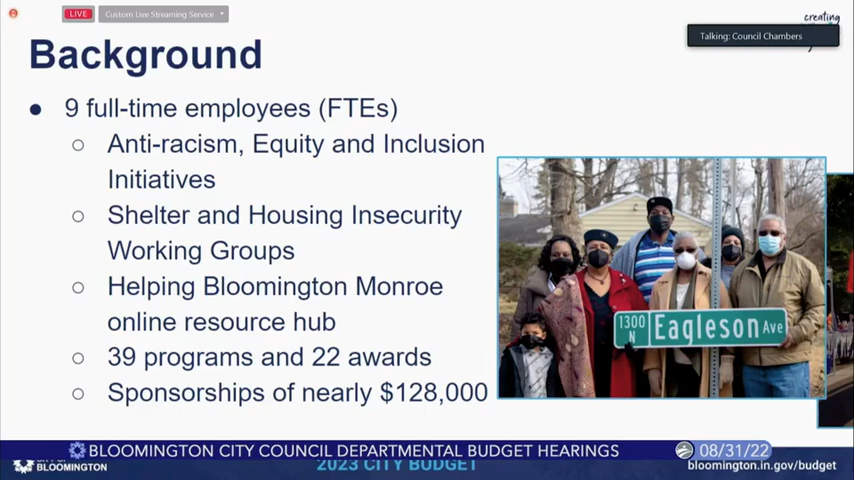 LIVE
Custom Live Streaming Service
creating
Talking: Council Chambers
Background
● 9 full-time employees (FTEs)
○ Anti-racism, Equity and Inclusion
Initiatives
○ Shelter and Housing Insecurity
Working Groups
○ Helping Bloomington Monroe
online resource hub
○ 39 programs and 22 awards
○ Sponsorships of nearly $128,000
1300
N
Eagleson Ave
BLOOMINGTON CITY COUNCIL DEPARTMENTAL BUDGET HEARINGS
08/31/22
BLOOMINGTON
2023 CITY BUDGET
bloomington.in.gov/budget